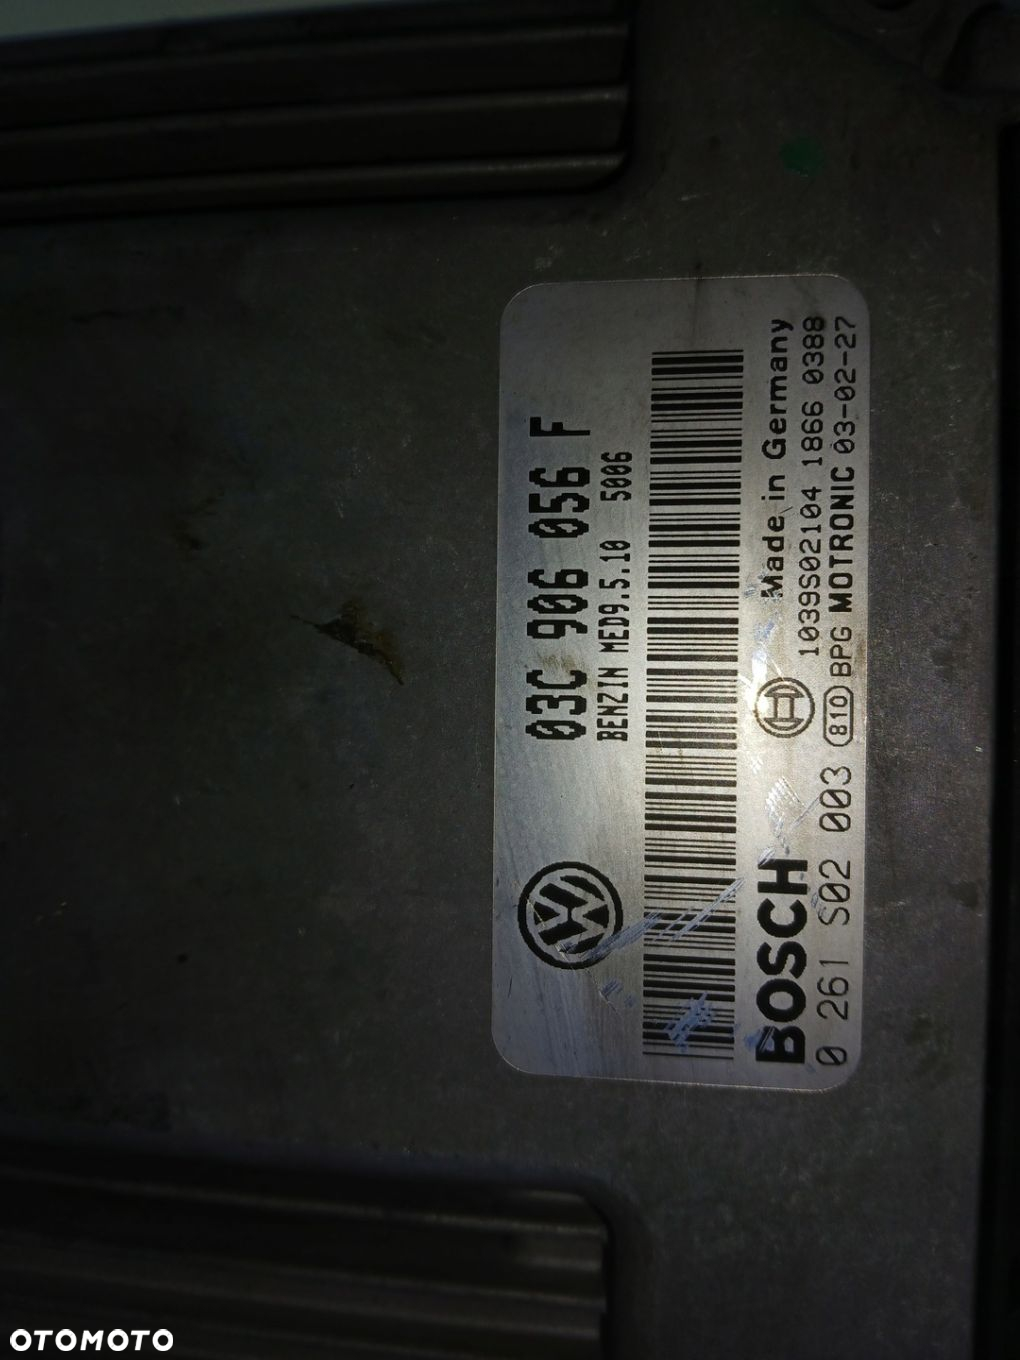 03C 906 056 F
BENZIN MED9.5.10 5006
Made in Germany
BOSCH 1039S02104 1866 0388
0 261 S02 003 810 BPG MOTRONIC 03-02-27
OTOMOTO